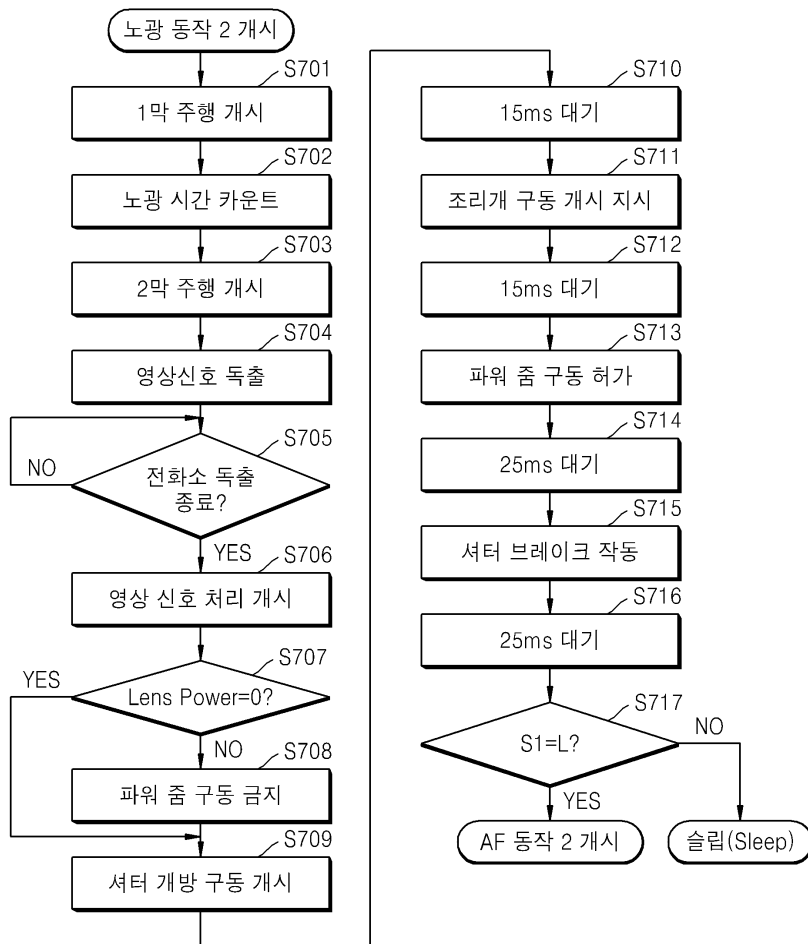 노광 동작 2 개시
S701
1막 주행 개시
S702
노광 시간 카운트
S703
2막 주행 개시
S704
영상신호 독출
S705
전화소 독출
종료?
NO
YES
S706
영상 신호 처리 개시
S707
Lens Power=0?
YES
NO
S708
파워 줌 구동 금지
S709
셔터 개방 구동 개시
S710
15ms 대기
S711
조리개 구동 개시 지시
S712
15ms 대기
S713
파워 줌 구동 허가
S714
25ms 대기
S715
셔터 브레이크 작동
S716
25ms 대기
S717
S1=L?
NO
YES
AF 동작 2 개시
슬립(Sleep)